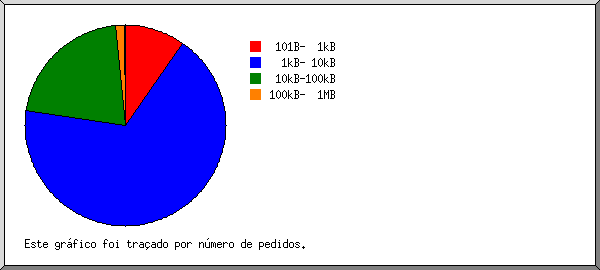 101B- 1kB
1kB- 10kB
10kB-100kB
100kB- 1MB
Este gráfico foi traçado por número de pedidos.